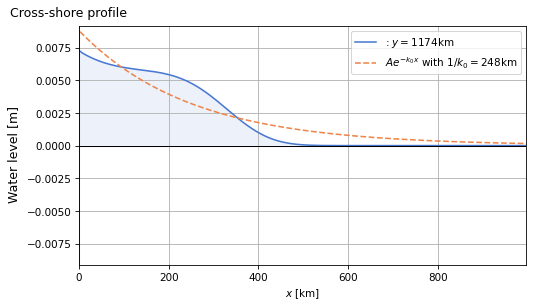 Cross-shore profile
Water level [m]
0.0075
0.0050
0.0025
0.0000
−0.0025
−0.0050
−0.0075
: y = 1174km
Ae^{−k_0x} with 1/k_0 = 248km
0 200 400 600 800
x [km]